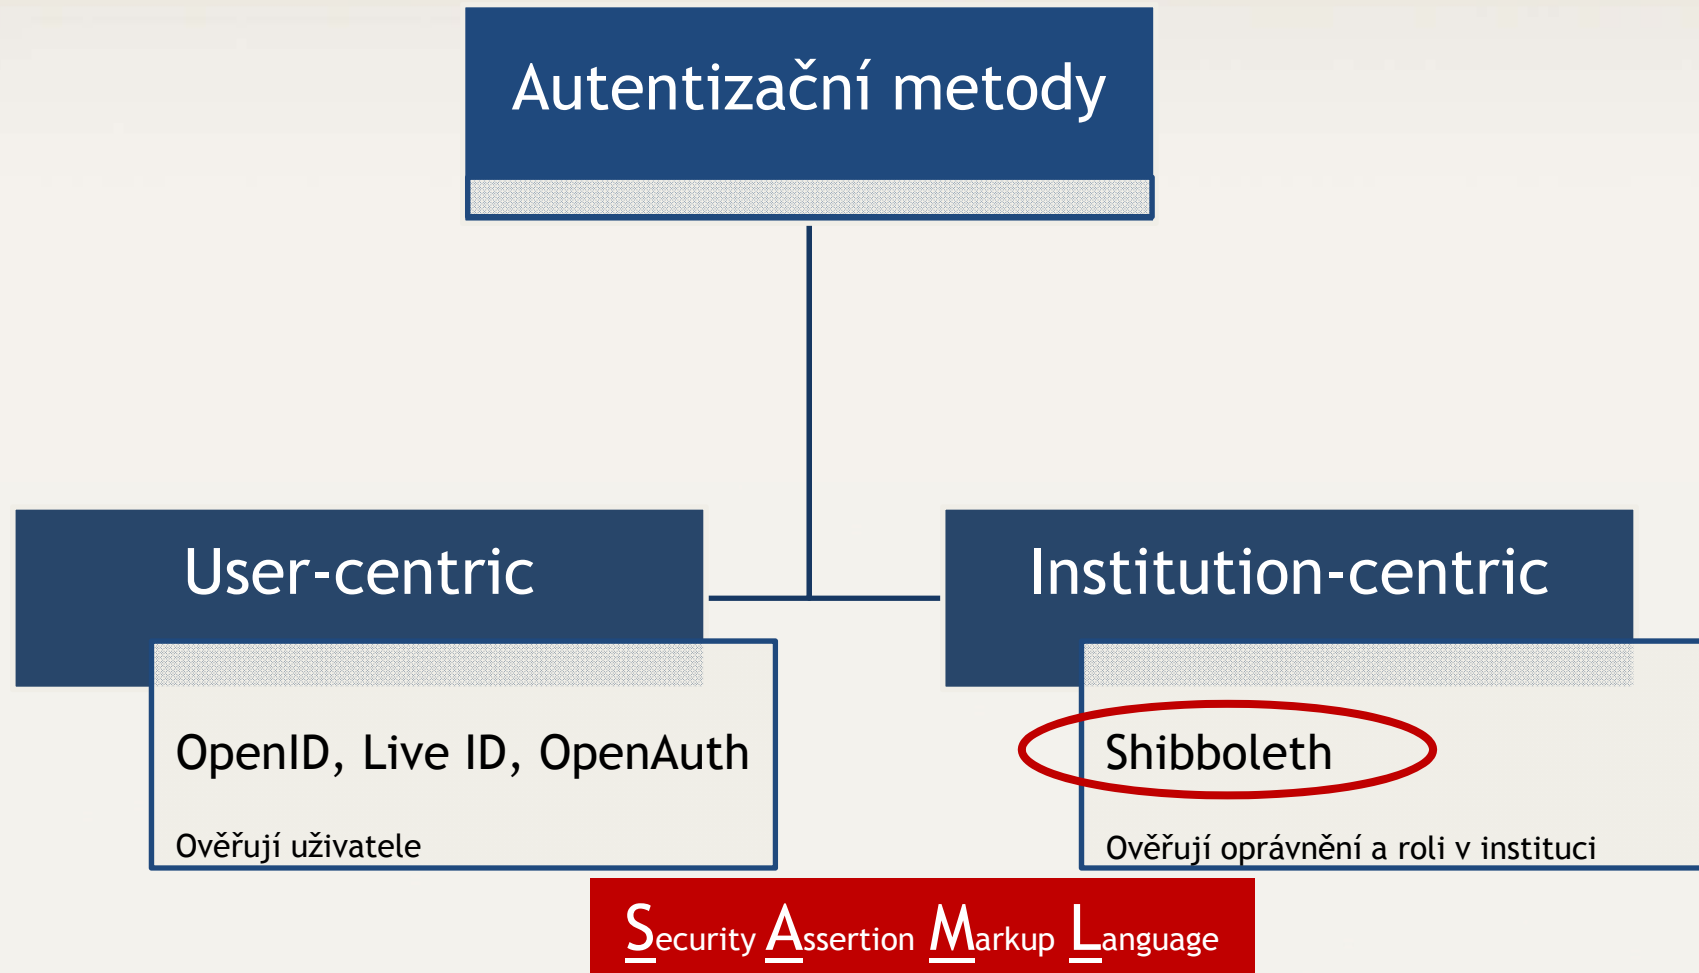 Autentizační metody
User-centric
OpenID, Live ID, OpenAuth
Ověřují uživatele
Institution-centric
Shibboleth
Ověřují oprávnění a roli v instituci
Security Assertion Markup Language